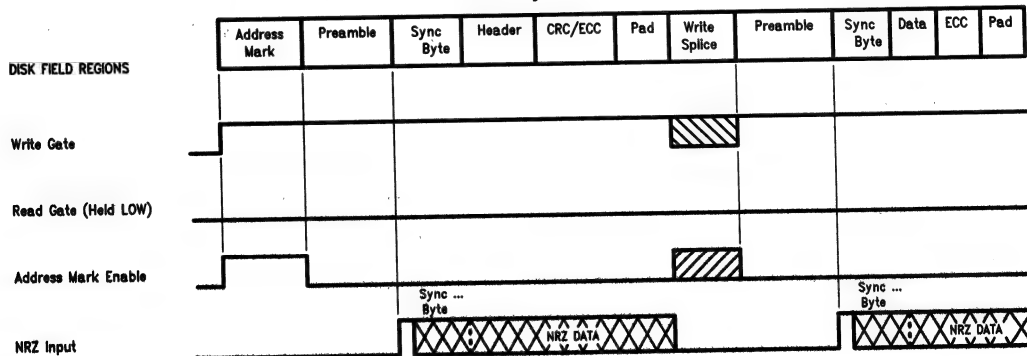 Address
Mark
Preamble
Sync
Byte
Header
CRC/ECC
Pad
Write
Splice
Preamble
Sync
Byte
Data
ECC
Pad
DISK FIELD REGIONS
Write Gate
Read Gate (Held LOW)
Address Mark Enable
Sync ...
Byte
Sync ...
Byte
NRZ Input
NRZ DATA
NRZ DATA